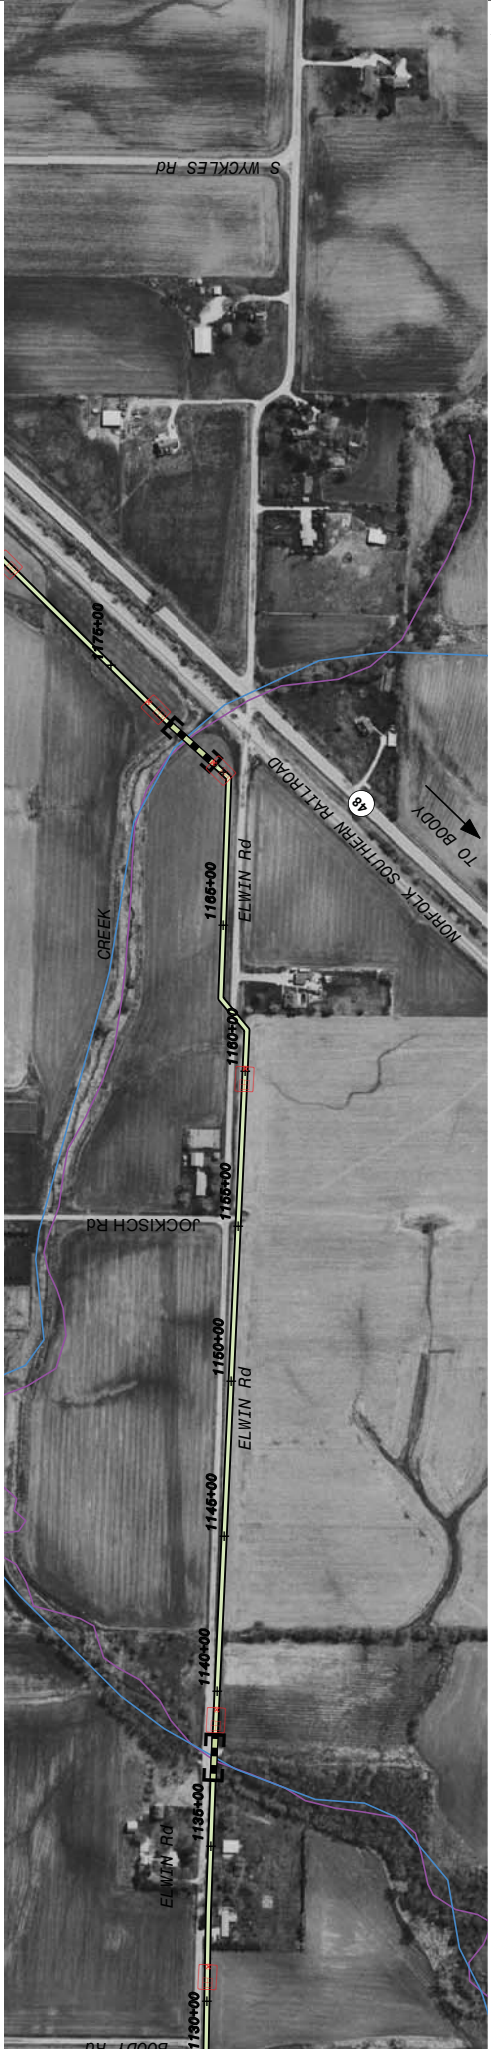 S WYCKLES Rd
1175+00
48
TO BOODY
NORFOLK SOUTHERN RAILROAD
1165+00
ELWIN Rd
CREEK
1160+00
1155+00
JOCKISCH Rd
1150+00
ELWIN Rd
1145+00
1140+00
1135+00
ELWIN Rd
1130+00
BOODY Rd